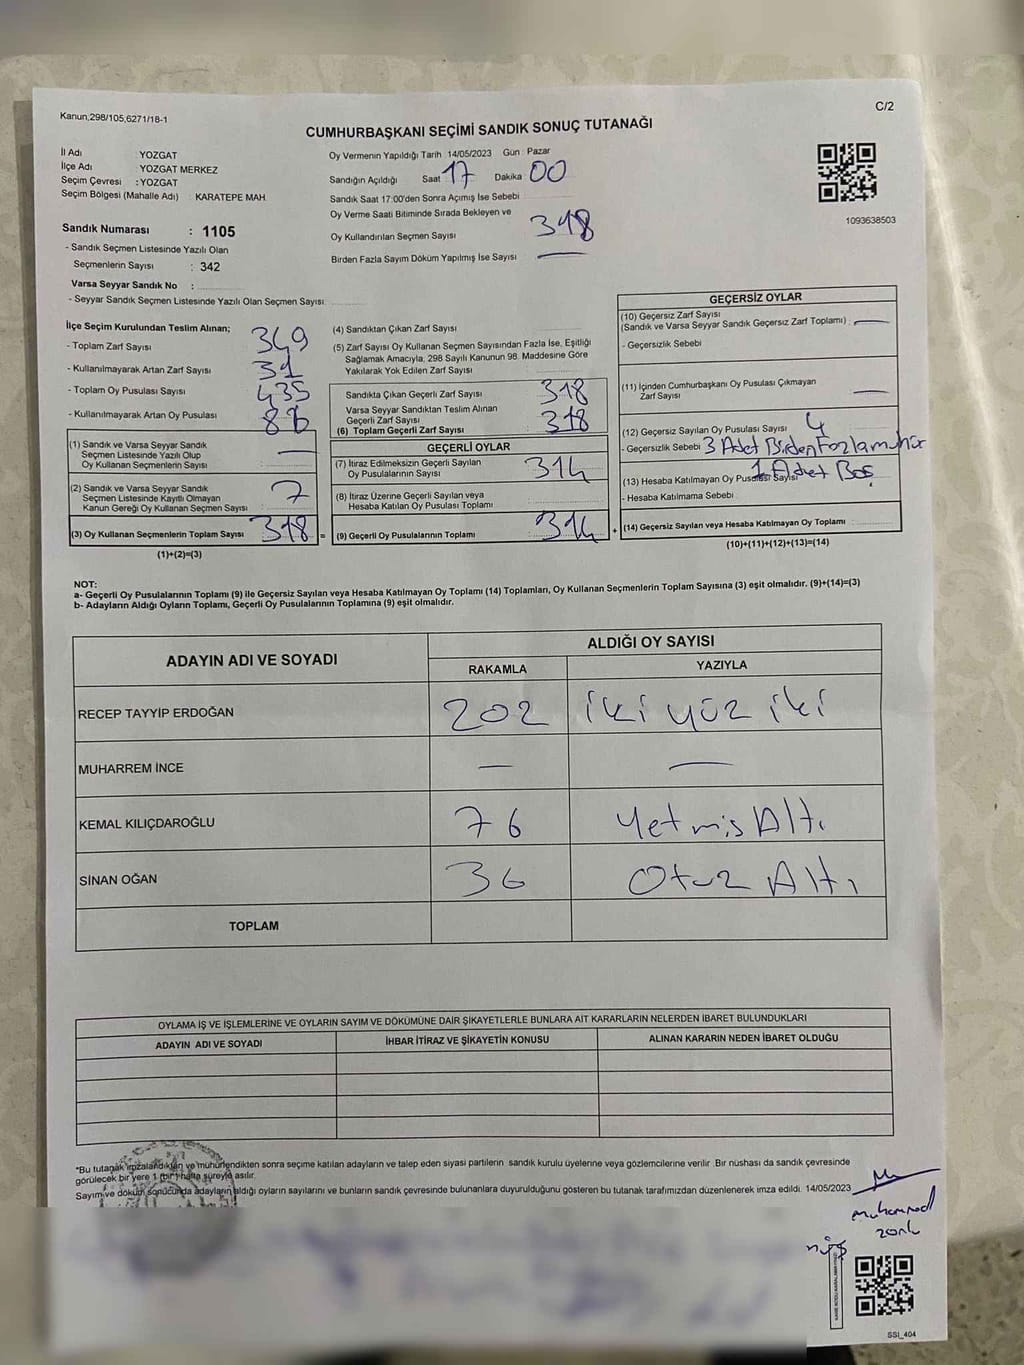 Kanun,298/105,6271/18-1
C/2
CUMHURBAŞKANI SEÇİMİ SANDIK SONUÇ TUTANAĞI
İl Adı : YOZGAT
İlçe Adı : YOZGAT MERKEZ
Seçim Çevresi : YOZGAT
Seçim Bölgesi (Mahalle Adı) : KARATEPE MAH.
Oy Vermenin Yapıldığı Tarih 14/05/2023 Gün : Pazar
Sandığın Açıldığı Saat 17 Dakika 00
Sandık Saat 17:00'den Sonra Açımış İse Sebebi
Oy Verme Saati Bitiminde Sırada Bekleyen ve
Oy Kullandırılan Seçmen Sayısı 318
Birden Fazla Sayım Döküm Yapılmış İse Sayısı —
1093638503
Sandık Numarası : 1105
- Sandık Seçmen Listesinde Yazılı Olan
Seçmenlerin Sayısı : 342
Varsa Seyyar Sandık No :
- Seyyar Sandık Seçmen Listesinde Yazılı Olan Seçmen Sayısı
İlçe Seçim Kurulundan Teslim Alınan;
- Toplam Zarf Sayısı 349
- Kullanılmayarak Artan Zarf Sayısı 31
- Toplam Oy Pusulası Sayısı 435
- Kullanılmayarak Artan Oy Pusulası
(1) Sandık ve Varsa Seyyar Sandık
Seçmen Listesinde Yazılı Olup
Oy Kullanan Seçmenlerin Sayısı —
(2) Sandık ve Varsa Seyyar Sandık
Seçmen Listesinde Kayıtlı Olmayan
Kanun Gereği Oy Kullanan Seçmen Sayısı 7
(3) Oy Kullanan Seçmenlerin Toplam Sayısı 318 =
(1)+(2)=(3)
(4) Sandıktan Çıkan Zarf Sayısı
(5) Zarf Sayısı Oy Kullanan Seçmen Sayısından Fazla İse, Eşitliği
Sağlamak Amacıyla, 298 Sayılı Kanunun 98. Maddesine Göre
Yakılarak Yok Edilen Zarf Sayısı
Sandıkta Çıkan Geçerli Zarf Sayısı 318
Varsa Seyyar Sandıktan Teslim Alınan
Geçerli Zarf Sayısı
(6) Toplam Geçerli Zarf Sayısı 318
GEÇERLİ OYLAR
(7) İtiraz Edilmeksizin Geçerli Sayılan
Oy Pusulalarının Sayısı 314
(8) İtiraz Üzerine Geçerli Sayılan veya
Hesaba Katılan Oy Pusulası Toplamı
(9) Geçerli Oy Pusulalarının Toplamı 314 +
GEÇERSİZ OYLAR
(10) Geçersiz Zarf Sayısı
(Sandık ve Varsa Seyyar Sandık Geçersiz Zarf Toplamı) : —
- Geçersizlik Sebebi
(11) İçinden Cumhurbaşkanı Oy Pusulası Çıkmayan
Zarf Sayısı —
(12) Geçersiz Sayılan Oy Pusulası Sayısı 4
- Geçersizlik Sebebi 3 Adet Birden Fazla mühür
1 Adet Boş
(13) Hesaba Katılmayan Oy Pusulası Sayısı
- Hesaba Katılmama Sebebi
(14) Geçersiz Sayılan veya Hesaba Katılmayan Oy Toplamı
(10)+(11)+(12)+(13)=(14)
NOT:
a- Geçerli Oy Pusulalarının Toplamı (9) ile Geçersiz Sayılan veya Hesaba Katılmayan Oy Toplamı (14) Toplamları, Oy Kullanan Seçmenlerin Toplam Sayısına (3) eşit olmalıdır. (9)+(14)=(3)
b- Adayların Aldığı Oyların Toplamı, Geçerli Oy Pusulalarının Toplamına (9) eşit olmalıdır.
ADAYIN ADI VE SOYADI
ALDIĞI OY SAYISI
RAKAMLA YAZIYLA
RECEP TAYYİP ERDOĞAN 202 iki yüz iki
MUHARREM İNCE — —
KEMAL KILIÇDAROĞLU 76 Yetmiş Altı
SİNAN OĞAN 36 Otuz Altı
TOPLAM
OYLAMA İŞ VE İŞLEMLERİNE VE OYLARIN SAYIM VE DÖKÜMÜNE DAİR ŞİKAYETLERLE BUNLARA AİT KARARLARIN NELERDEN İBARET BULUNDUKLARI
ADAYIN ADI VE SOYADI İHBAR İTİRAZ VE ŞİKAYETİN KONUSU ALINAN KARARIN NEDEN İBARET OLDUĞU
*Bu tutanak imzalandıktan ve mühürlendikten sonra seçime katılan adayların ve talep eden siyasi partilerin sandık kurulu üyelerine veya gözlemcilerine verilir. Bir nüshası da sandık çevresinde
görülecek bir yere 1 (bir) hafta süreyle asılır.
Sayım ve döküm sonucunda adayların aldığı oyların sayılarını ve bunların sandık çevresinde bulunanlara duyurulduğunu gösteren bu tutanak tarafımızdan düzenlenerek imza edildi. 14/05/2023
SSI_404